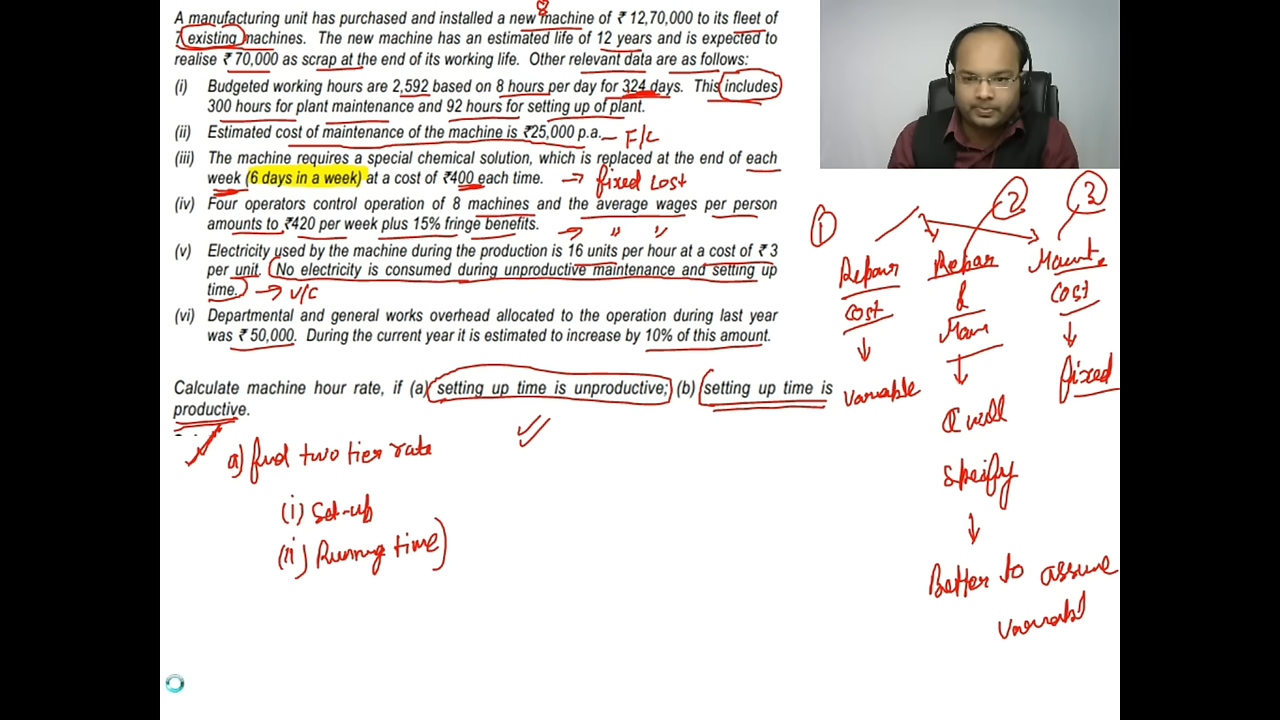 8
A manufacturing unit has purchased and installed a new machine of ₹ 12,70,000 to its fleet of
7 existing machines. The new machine has an estimated life of 12 years and is expected to
realise ₹ 70,000 as scrap at the end of its working life. Other relevant data are as follows:
(i) Budgeted working hours are 2,592 based on 8 hours per day for 324 days. This includes
300 hours for plant maintenance and 92 hours for setting up of plant.
(ii) Estimated cost of maintenance of the machine is ₹25,000 p.a. – F/C
(iii) The machine requires a special chemical solution, which is replaced at the end of each
week (6 days in a week) at a cost of ₹400 each time. → fixed cost
(iv) Four operators control operation of 8 machines and the average wages per person
amounts to ₹420 per week plus 15% fringe benefits. → " "
(v) Electricity used by the machine during the production is 16 units per hour at a cost of ₹ 3
per unit. No electricity is consumed during unproductive maintenance and setting up
time. → V/C
(vi) Departmental and general works overhead allocated to the operation during last year
was ₹ 50,000. During the current year it is estimated to increase by 10% of this amount.
Calculate machine hour rate, if (a) setting up time is unproductive; (b) setting up time is
productive.
a) find two tier rate
(i) Set-up
(ii) Running time)
1
Repair
cost
↓
variable
2
Repair
&
Main
↓
Q will
specify
↓
Better to assume
variabl
3
Maint.
cost
↓
fixed